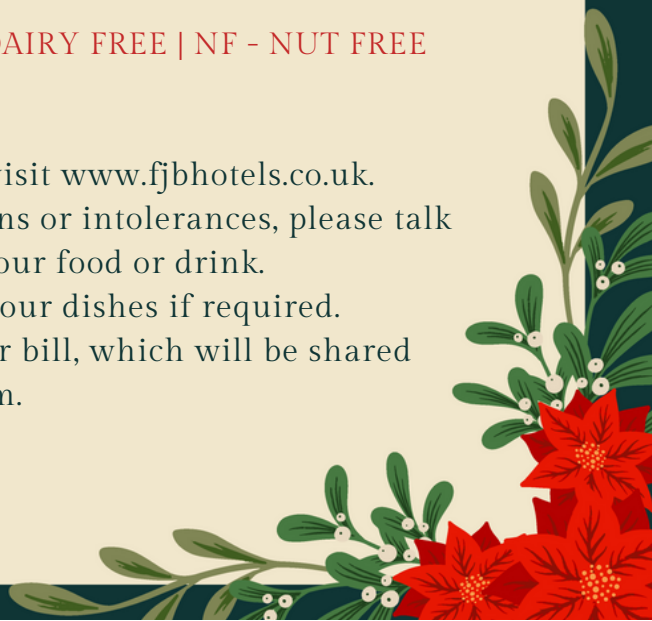 DAIRY FREE | NF - NUT FREE
visit www.fjbhotels.co.uk.
ns or intolerances, please talk
our food or drink.
our dishes if required.
r bill, which will be shared
m.